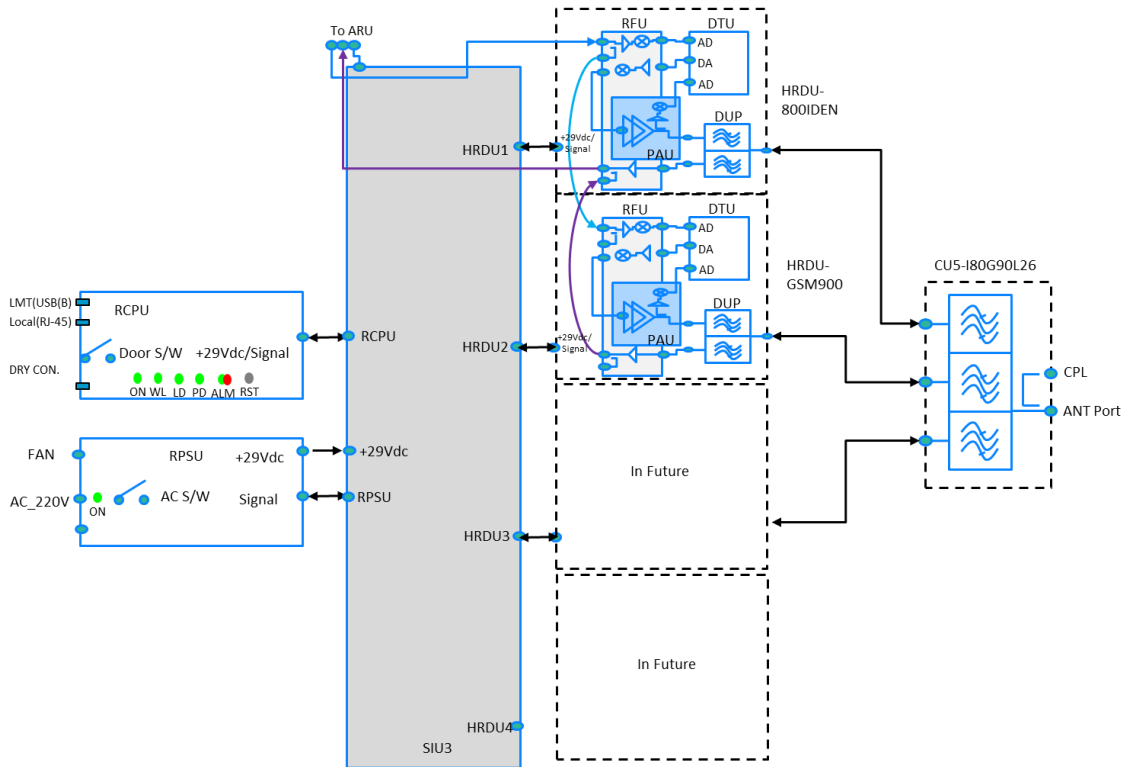 To ARU
RFU
DTU
AD
DA
AD
DUP
PAU
+29Vdc/
Signal
HRDU-
800IDEN
HRDU1
RFU
DTU
AD
DA
AD
DUP
PAU
+29Vdc/
Signal
HRDU-
GSM900
HRDU2
CU5-I80G90L26
CPL
ANT Port
LMT(USB(B)
Local(RJ-45)
DRY CON.
RCPU
Door S/W
+29Vdc/Signal
ON WL LD PD ALM RST
RCPU
FAN
AC_220V
RPSU
+29Vdc
ON
AC S/W
Signal
+29Vdc
RPSU
In Future
HRDU3
In Future
HRDU4
SIU3